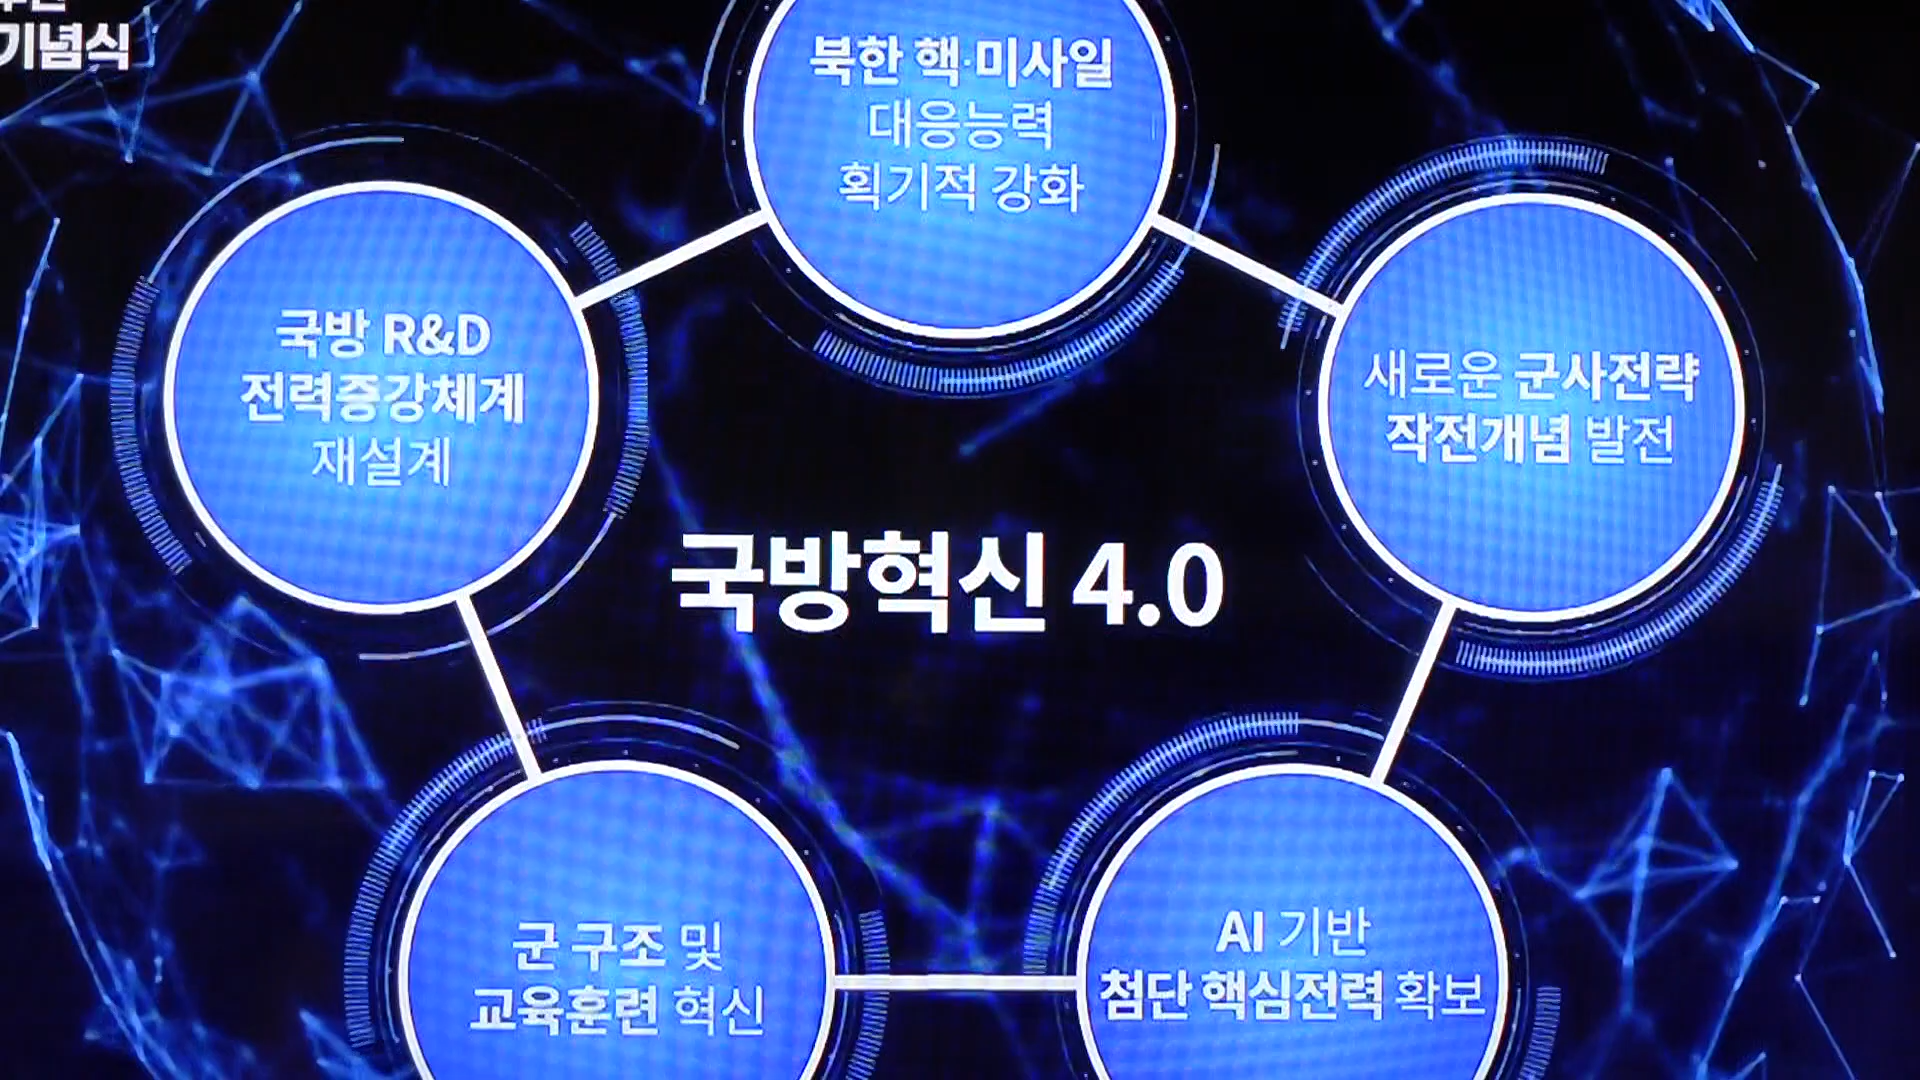 기념식
북한 핵·미사일
대응능력
획기적 강화
국방 R&D
전력증강체계
재설계
새로운 군사전략
작전개념 발전
국방혁신 4.0
군 구조 및
교육훈련 혁신
AI 기반
첨단 핵심전력 확보